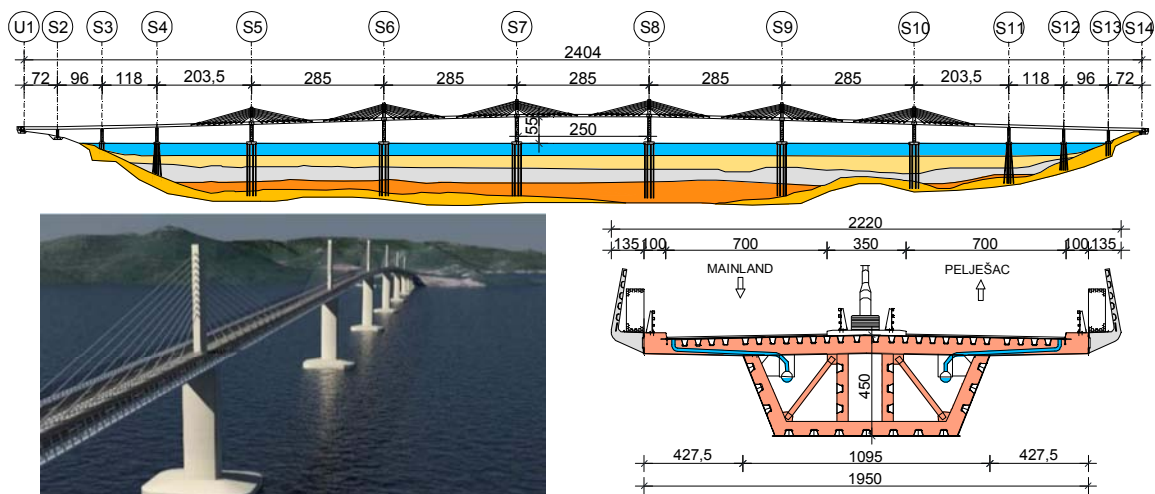 U1 S2 S3 S4 S5 S6 S7 S8 S9 S10 S11 S12 S13 S14
2404
72 96 118 203,5 285 285 285 285 285 203,5 118 96 72
55
250
2220
135 100 700 350 700 100 135
MAINLAND PELJEŠAC
450
427,5 1095 427,5
1950